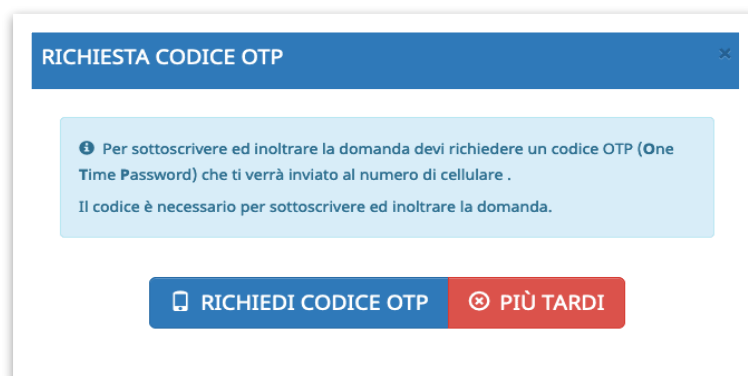 RICHIESTA CODICE OTP ×
Per sottoscrivere ed inoltrare la domanda devi richiedere un codice OTP (One
Time Password) che ti verrà inviato al numero di cellulare .
Il codice è necessario per sottoscrivere ed inoltrare la domanda.
RICHIEDI CODICE OTP PIÙ TARDI